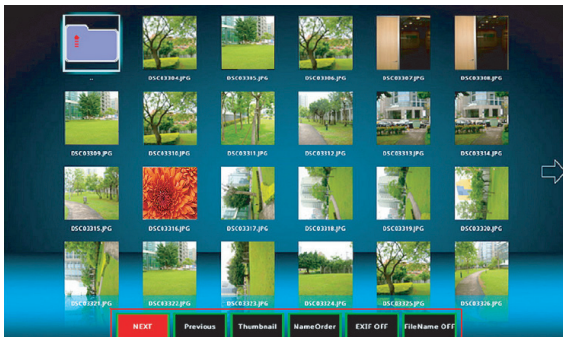 ..
DSC03304.JPG
DSC03305.JPG
DSC03306.JPG
DSC03307.JPG
DSC03308.JPG
DSC03309.JPG
DSC03310.JPG
DSC03311.JPG
DSC03312.JPG
DSC03313.JPG
DSC03314.JPG
DSC03315.JPG
DSC03316.JPG
DSC03317.JPG
DSC03318.JPG
DSC03319.JPG
DSC03320.JPG
DSC03321.JPG
DSC03322.JPG
DSC03323.JPG
DSC03324.JPG
DSC03325.JPG
DSC03326.JPG
NEXT
Previous
Thumbnail
NameOrder
EXIF OFF
FileName OFF